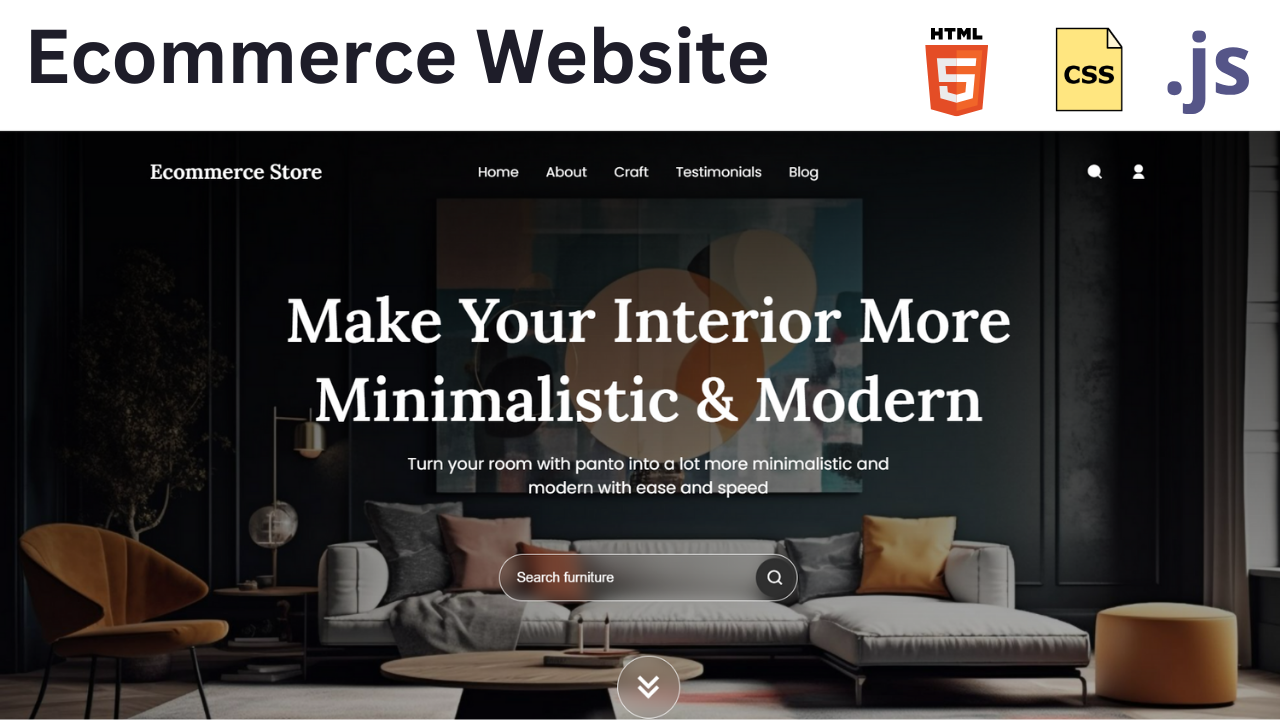 Ecommerce Website
HTML
5
CSS
.js
Ecommerce Store
Home About Craft Testimonials Blog
Make Your Interior More
Minimalistic & Modern
Turn your room with panto into a lot more minimalistic and
modern with ease and speed
Search furniture